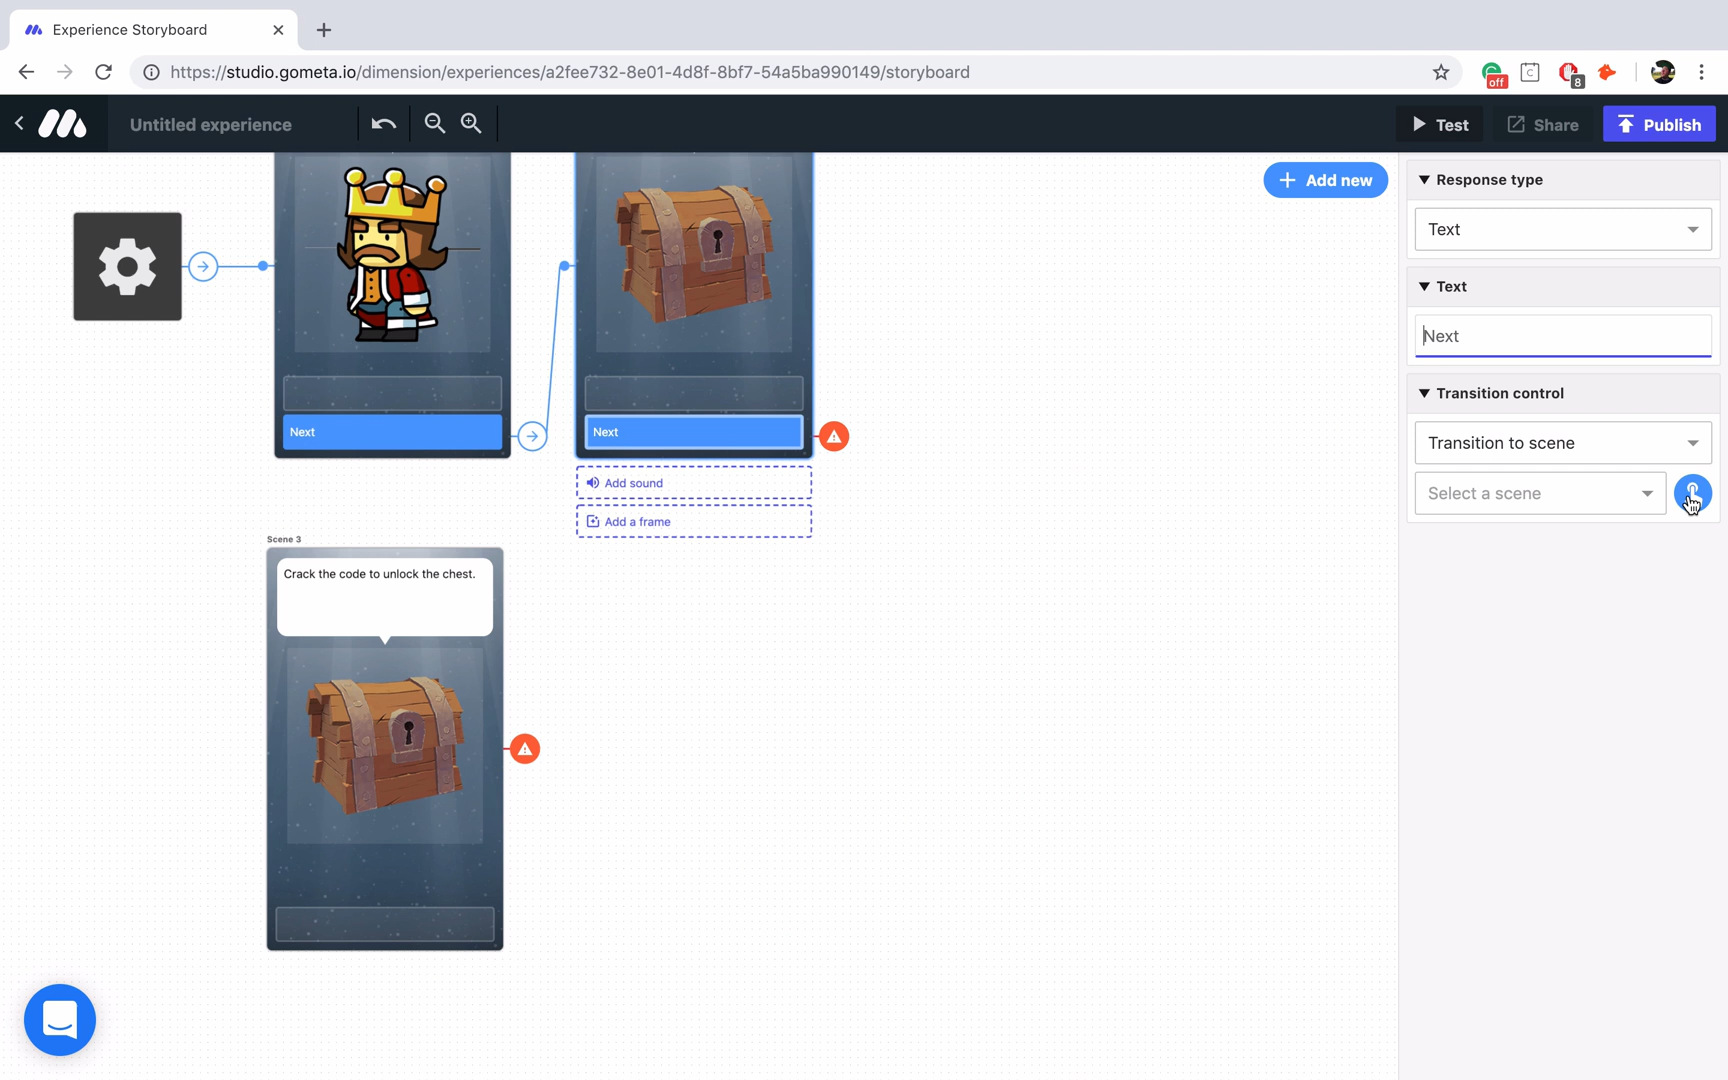 Experience Storyboard
https://studio.gometa.io/dimension/experiences/a2fee732-8e01-4d8f-8bf7-54a5ba990149/storyboard
off
C
8
Untitled experience
Test
Share
Publish
Add new
Response type
Text
Text
Next
Transition control
Transition to scene
Select a scene
Next
Next
Add sound
Add a frame
Scene 3
Crack the code to unlock the chest.